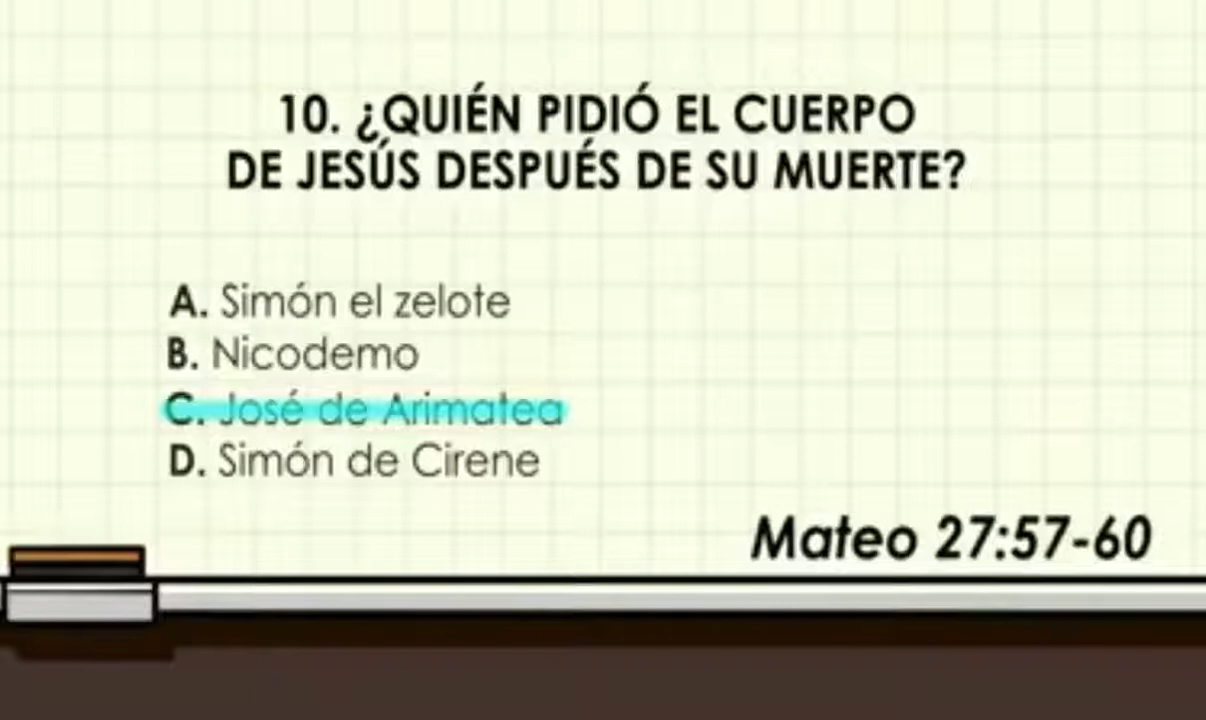 10. ¿QUIÉN PIDIÓ EL CUERPO
DE JESÚS DESPUÉS DE SU MUERTE?
A. Simón el zelote
B. Nicodemo
C. José de Arimatea
D. Simón de Cirene
Mateo 27:57-60